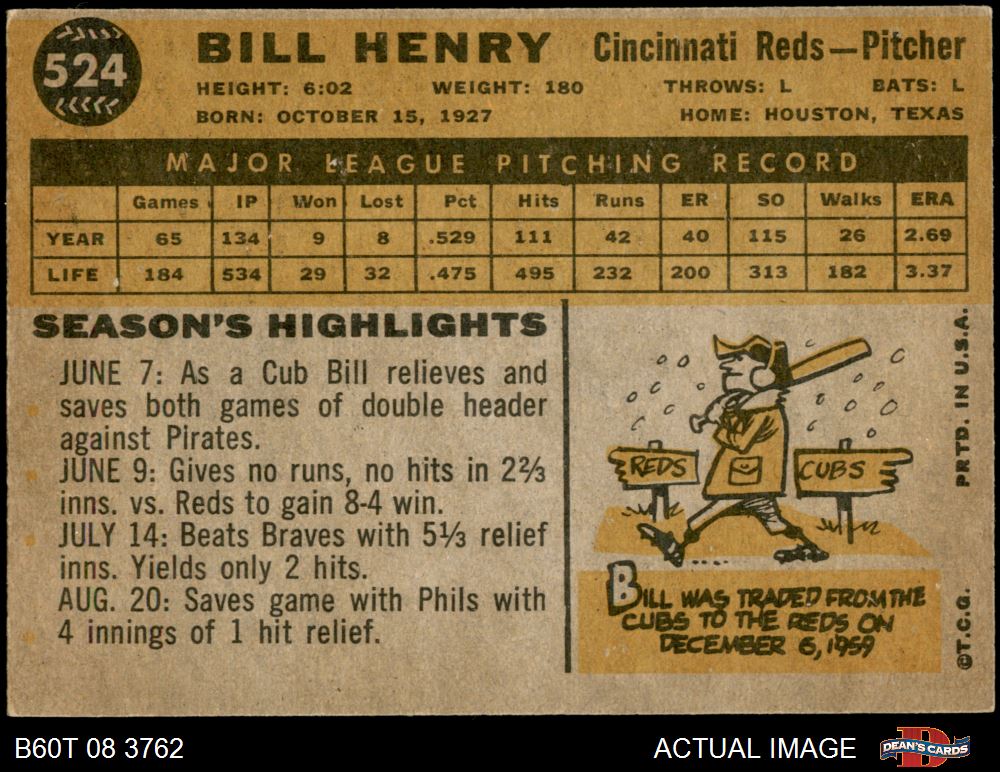 524
BILL HENRY Cincinnati Reds—Pitcher
HEIGHT: 6:02 WEIGHT: 180 THROWS: L BATS: L
BORN: OCTOBER 15, 1927 HOME: HOUSTON, TEXAS
MAJOR LEAGUE PITCHING RECORD
Games IP Won Lost Pct Hits Runs ER SO Walks ERA
YEAR 65 134 9 8 .529 111 42 40 115 26 2.69
LIFE 184 534 29 32 .475 495 232 200 313 182 3.37
SEASON'S HIGHLIGHTS
JUNE 7: As a Cub Bill relieves and
saves both games of double header
against Pirates.
JUNE 9: Gives no runs, no hits in 2⅔
inns. vs. Reds to gain 8-4 win.
JULY 14: Beats Braves with 5⅓ relief
inns. Yields only 2 hits.
AUG. 20: Saves game with Phils with
4 innings of 1 hit relief.
REDS
CUBS
BILL WAS TRADED FROM THE
CUBS TO THE REDS ON
DECEMBER 6, 1959
PRTD. IN U.S.A.
©T.C.G.
B60T 08 3762
ACTUAL IMAGE
DEAN'S CARDS